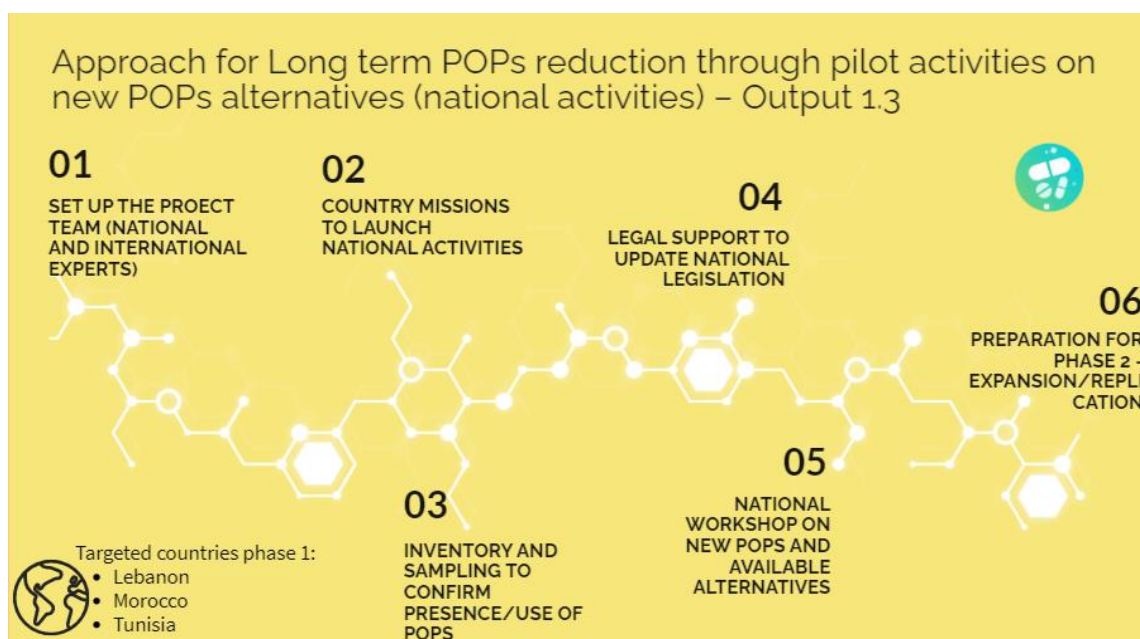 Approach for Long term POPs reduction through pilot activities on
new POPs alternatives (national activities) – Output 1.3
01
SET UP THE PROECT
TEAM (NATIONAL
AND INTERNATIONAL
EXPERTS)
02
COUNTRY MISSIONS
TO LAUNCH
NATIONAL ACTIVITIES
03
INVENTORY AND
SAMPLING TO
CONFIRM
PRESENCE/USE OF
POPS
04
LEGAL SUPPORT TO
UPDATE NATIONAL
LEGISLATION
05
NATIONAL
WORKSHOP ON
NEW POPS AND
AVAILABLE
ALTERNATIVES
06
PREPARATION FOR
PHASE 2 -
EXPANSION/REPLI
CATION
Targeted countries phase 1:
• Lebanon
• Morocco
• Tunisia